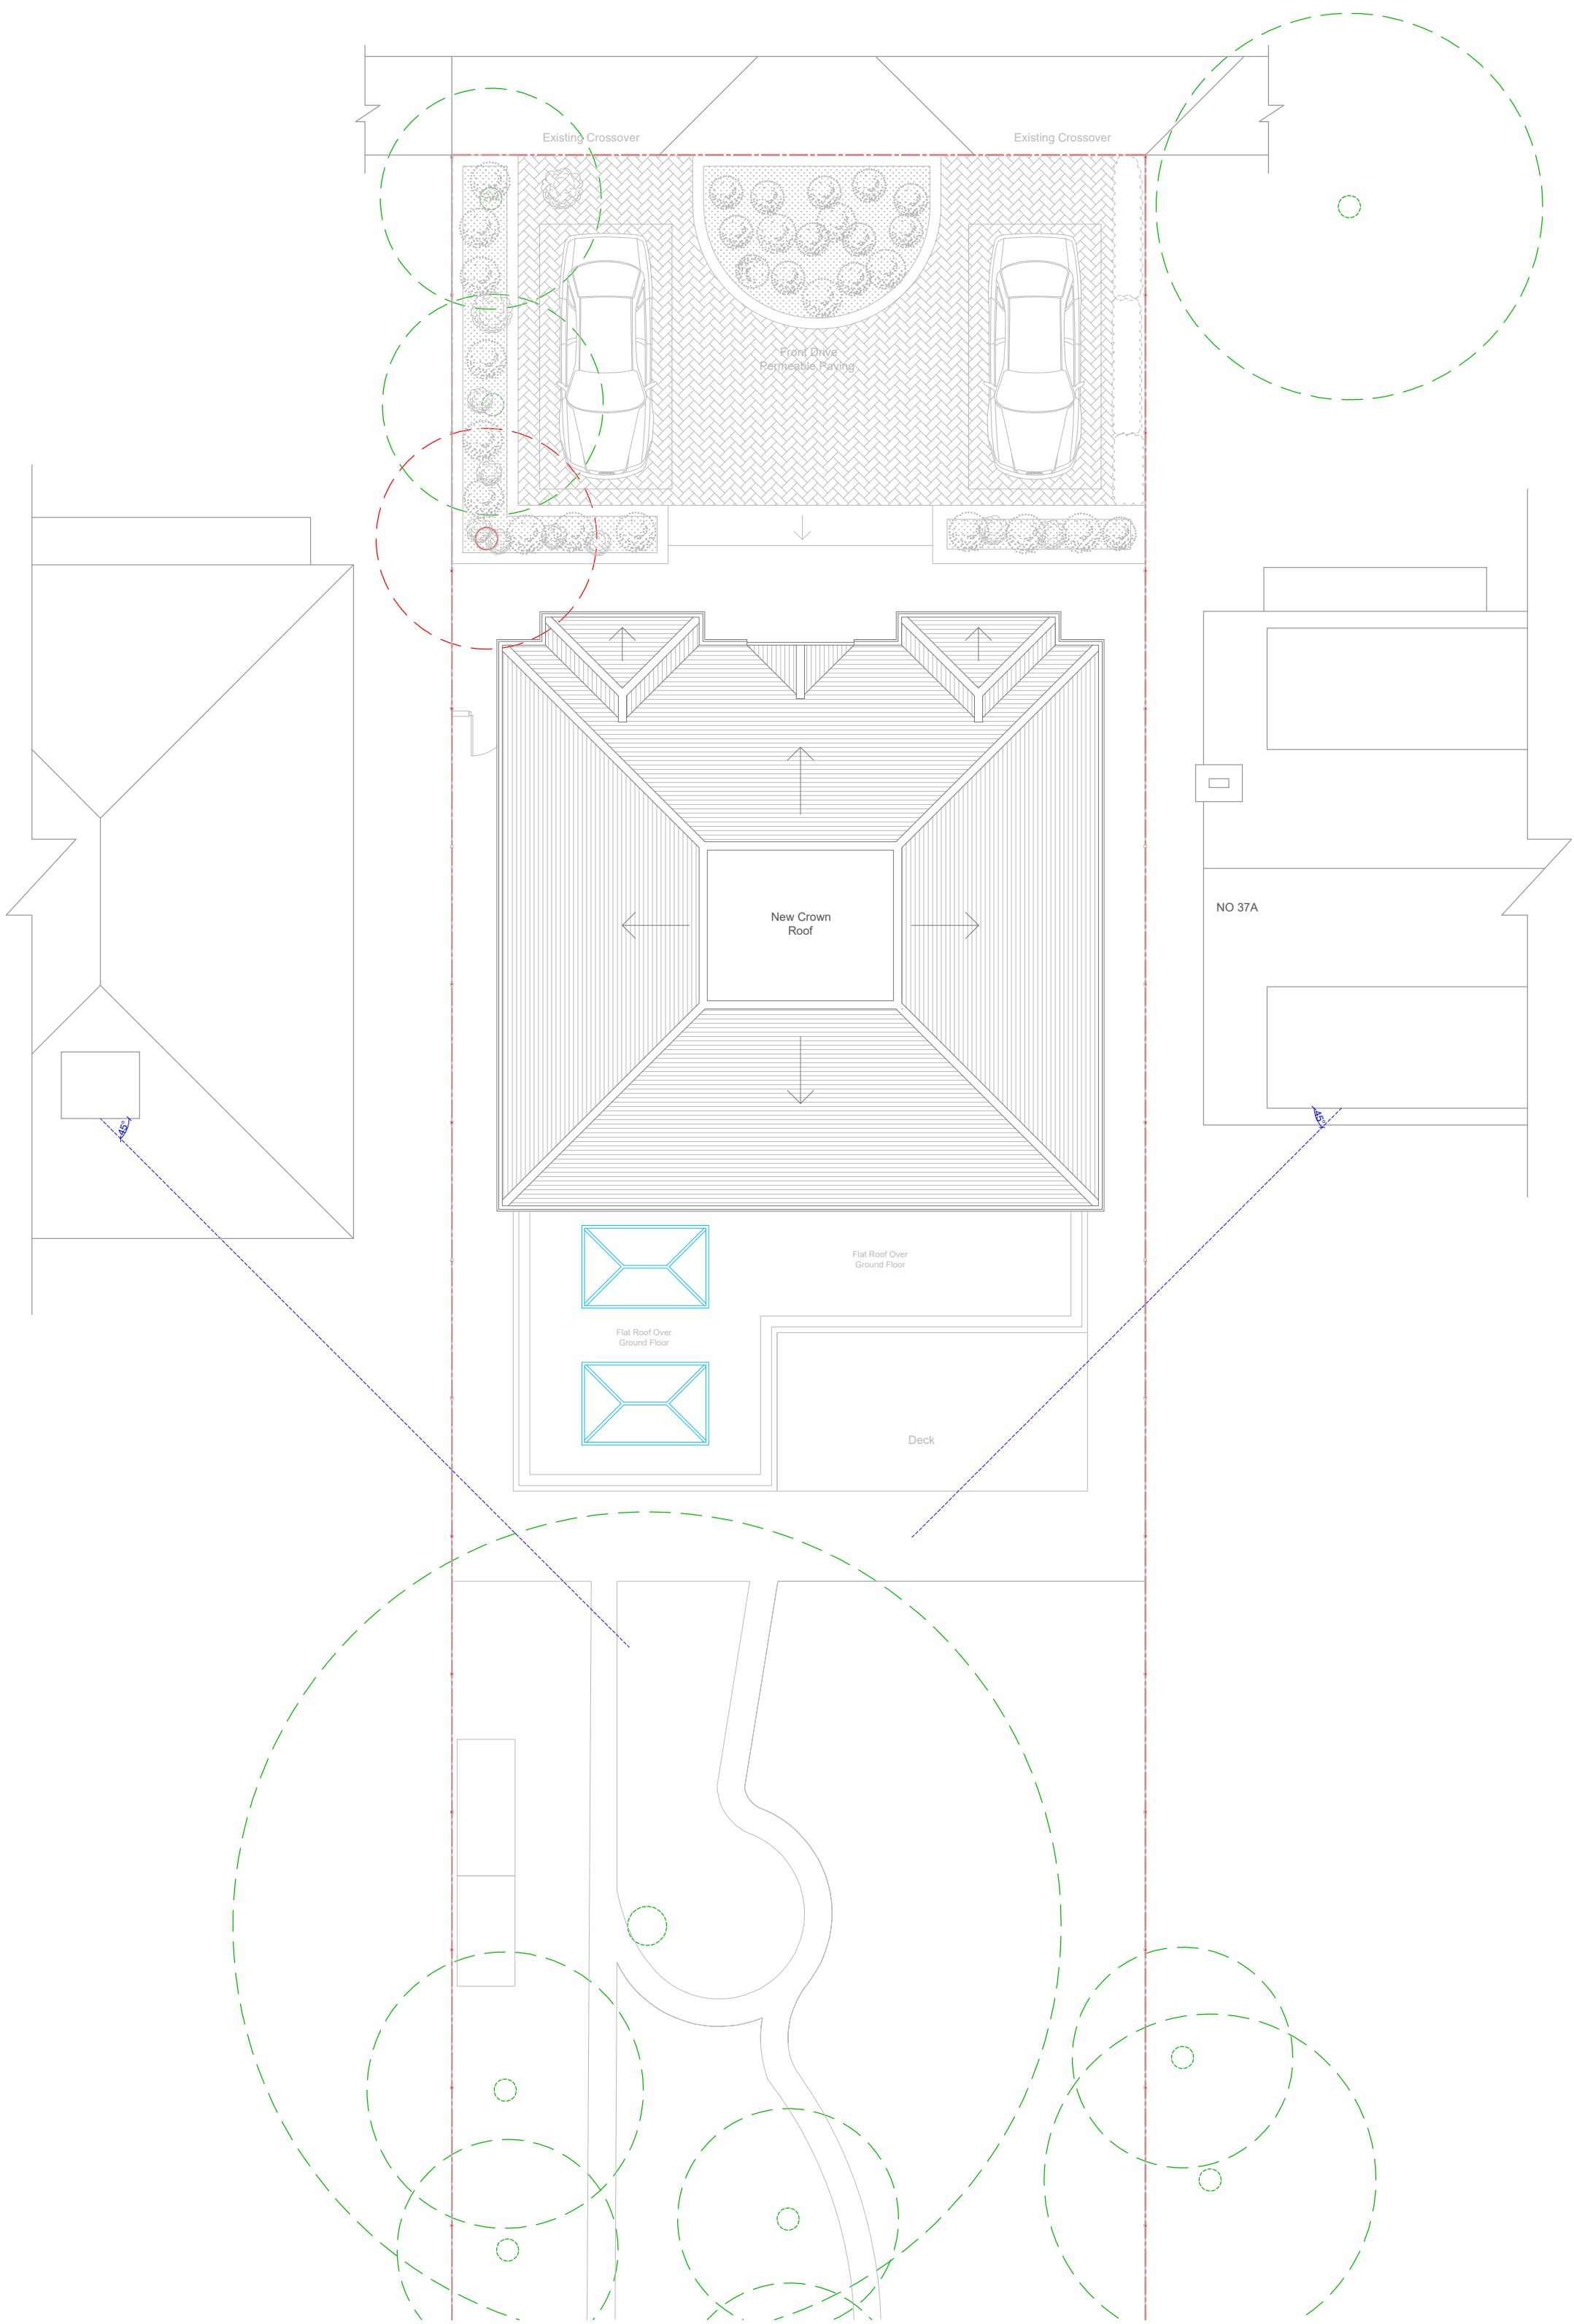 Existing Crossover
Existing Crossover
Front Drive
Permeable Paving
NO 37A
New Crown
Roof
45°
45°
Flat Roof Over
Ground Floor
Flat Roof Over
Ground Floor
Deck